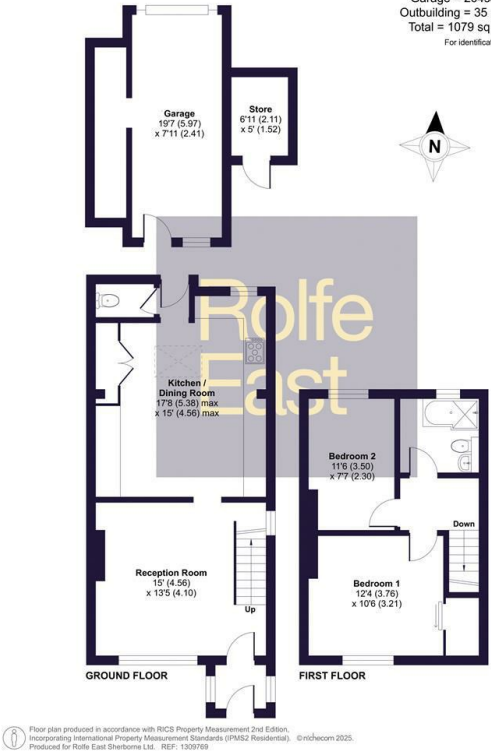 Outbuilding = 35
Total = 1079 sq
For identifica
Garage
19'7 (5.97)
x 7'11 (2.41)
Store
6'11 (2.11)
x 5' (1.52)
N
Rolfe
East
Kitchen /
Dining Room
17'8 (5.38) max
x 15' (4.56) max
Bedroom 2
11'6 (3.50)
x 7'7 (2.30)
Down
Reception Room
15' (4.56)
x 13'5 (4.10)
Up
Bedroom 1
12'4 (3.76)
x 10'6 (3.21)
GROUND FLOOR
FIRST FLOOR
Floor plan produced in accordance with RICS Property Measurement 2nd Edition,
Incorporating International Property Measurement Standards (IPMS2 Residential). ©nichecom 2025.
Produced for Rolfe East Sherborne Ltd. REF: 1309769